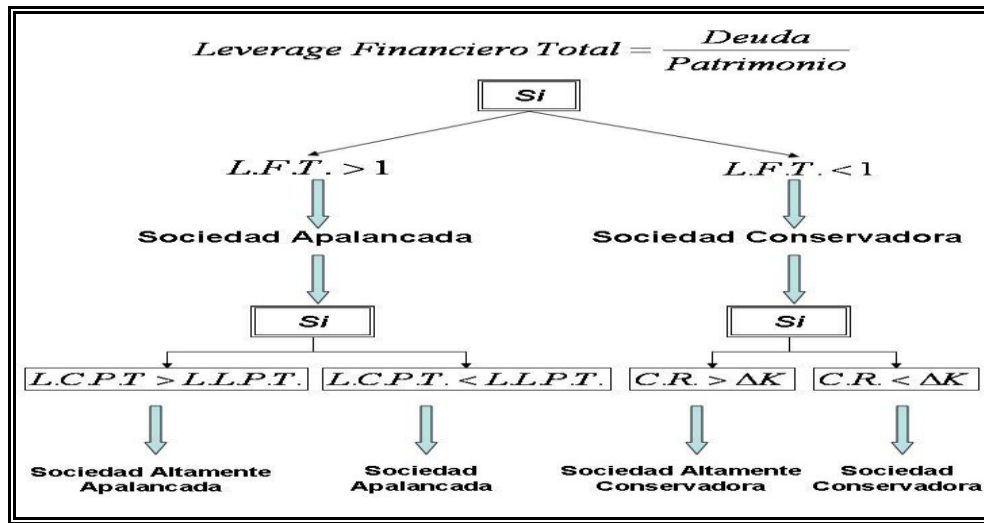 Leverage Financiero Total = Deuda / Patrimonio
Si
L.F.T. > 1
L.F.T. < 1
Sociedad Apalancada
Sociedad Conservadora
Si
Si
L.C.P.T > L.L.P.T.
L.C.P.T. < L.L.P.T.
C.R. > ΔK
C.R. < ΔK
Sociedad Altamente
Apalancada
Sociedad
Apalancada
Sociedad Altamente
Conservadora
Sociedad
Conservadora